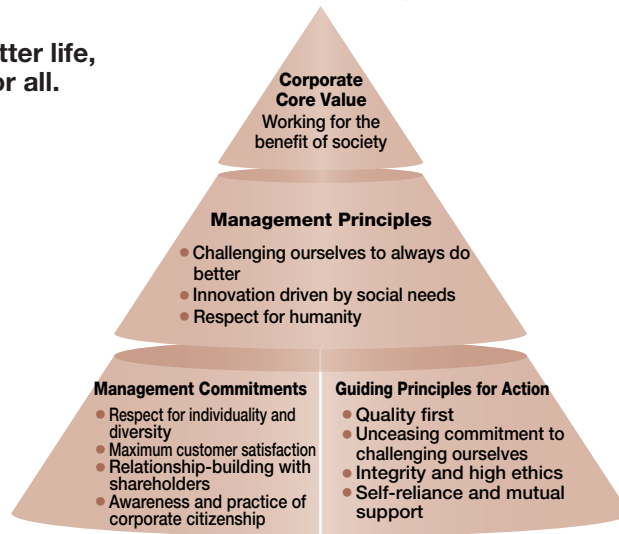 tter life,
or all.
Corporate
Core Value
Working for the
benefit of society
Management Principles
• Challenging ourselves to always do
better
• Innovation driven by social needs
• Respect for humanity
Management Commitments
• Respect for individuality and
diversity
• Maximum customer satisfaction
• Relationship-building with
shareholders
• Awareness and practice of
corporate citizenship
Guiding Principles for Action
• Quality first
• Unceasing commitment to
challenging ourselves
• Integrity and high ethics
• Self-reliance and mutual
support